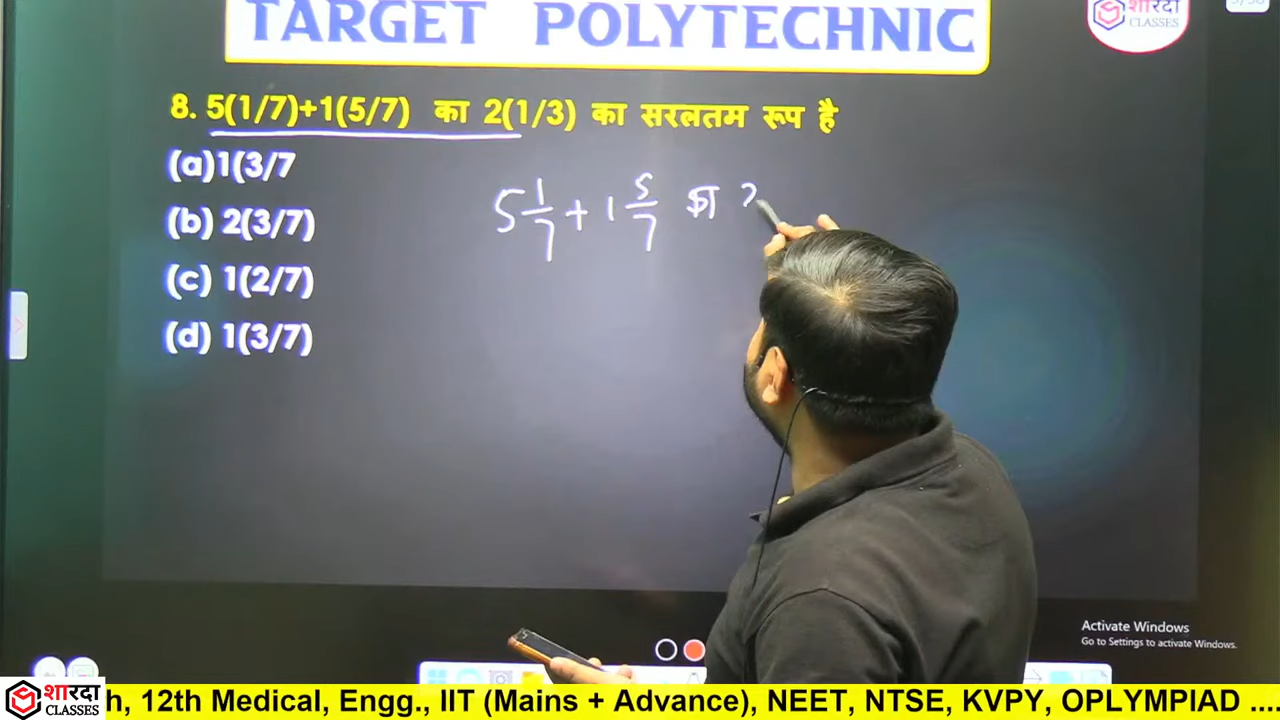 TARGET POLYTECHNIC
शारदा
CLASSES
8. 5(1/7)+1(5/7) का 2(1/3) का सरलतम रूप है
(a)1(3/7
(b) 2(3/7)
(c) 1(2/7)
(d) 1(3/7)
5 1/7 + 1 5/7 का 2
Activate Windows
Go to Settings to activate Windows.
शारदा
CLASSES
h, 12th Medical, Engg., IIT (Mains + Advance), NEET, NTSE, KVPY, OPLYMPIAD ....